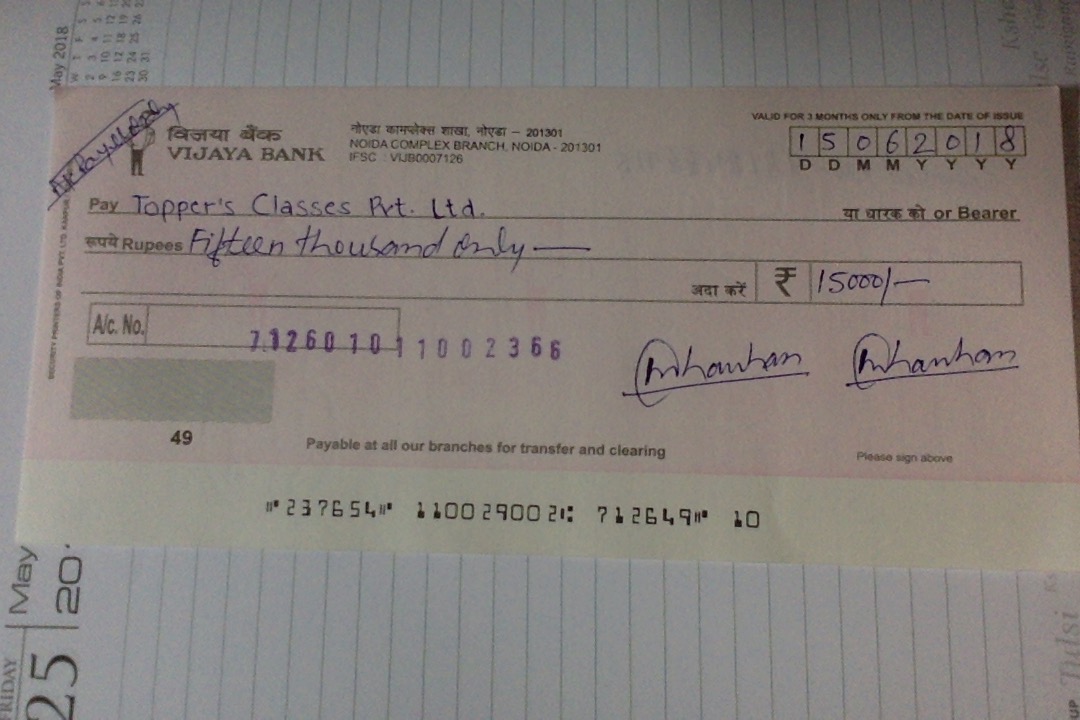 May 2018
A/c Payee Only
विजया बैंक
VIJAYA BANK
नोएडा काम्पलेक्स शाखा, नोएडा – 201301
NOIDA COMPLEX BRANCH, NOIDA - 201301
IFSC : VIJB0007126
VALID FOR 3 MONTHS ONLY FROM THE DATE OF ISSUE
1 5 0 6 2 0 1 8
D D M M Y Y Y Y
Pay Topper's Classes Pvt. Ltd. या धारक को or Bearer
रूपये Rupees Fifteen thousand only —
अदा करें ₹ 15000/-
A/c. No. 712601011002366
49
Payable at all our branches for transfer and clearing
Please sign above
⑈237654⑈ 110029002⑆ 712649⑈ 10
May
20
FRIDAY
25
Tulsi
UP